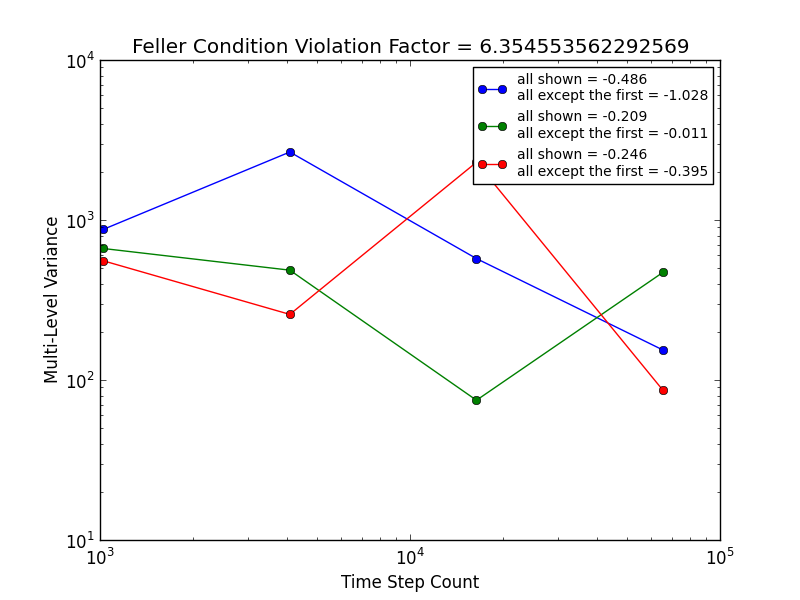 Feller Condition Violation Factor = 6.354553562292569
10^4
10^3
10^2
10^1
Multi-Level Variance
all shown = -0.486
all except the first = -1.028
all shown = -0.209
all except the first = -0.011
all shown = -0.246
all except the first = -0.395
10^3
10^4
10^5
Time Step Count